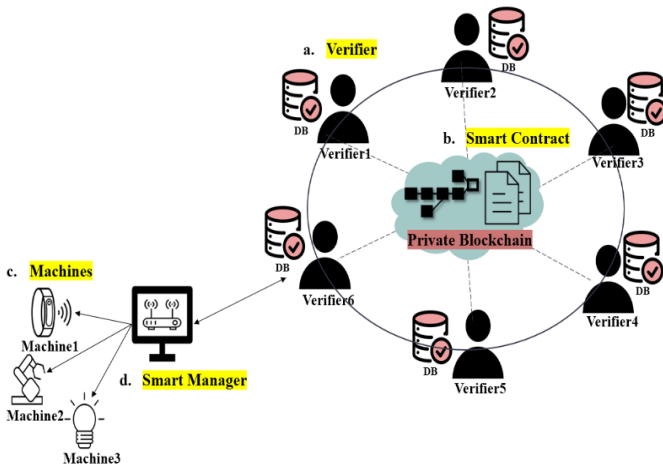 a. Verifier
DB
Verifier2
DB
Verifier1
DB
Verifier3
b. Smart Contract
Private Blockchain
DB
Verifier6
DB
Verifier4
DB
Verifier5
c. Machines
Machine1
d. Smart Manager
Machine2
Machine3